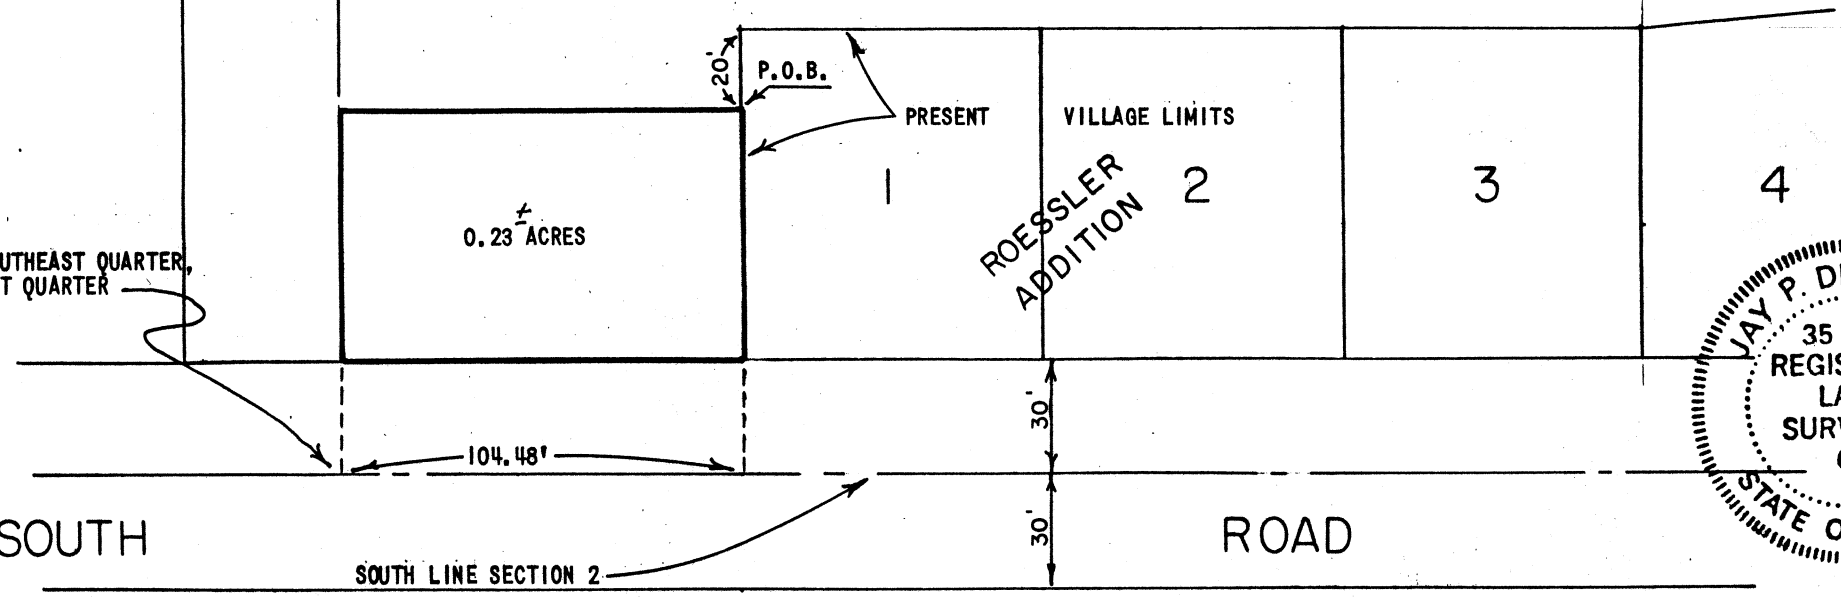 20'
P.O.B.
PRESENT VILLAGE LIMITS
1
2
3
4
ROESSLER
ADDITION
0.23 ± ACRES
UTHEAST QUARTER,
T QUARTER
JAY P. D
35
REGIS
LA
SURV
STATE O
30'
104.48'
30'
SOUTH ROAD
SOUTH LINE SECTION 2